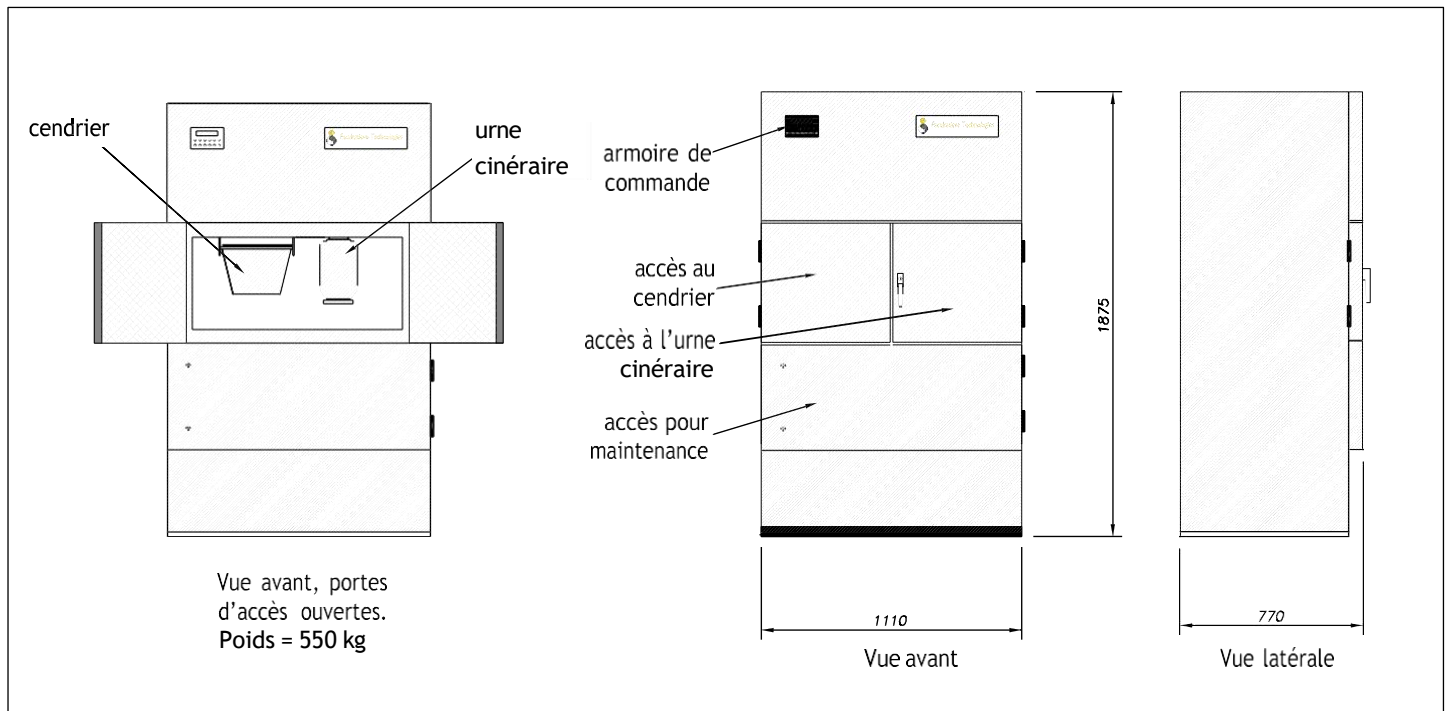 cendrier
urne
cinéraire
Vue avant, portes
d'accès ouvertes.
Poids = 550 kg
armoire de
commande
accès au
cendrier
accès à l'urne
cinéraire
accès pour
maintenance
1875
1110
Vue avant
770
Vue latérale